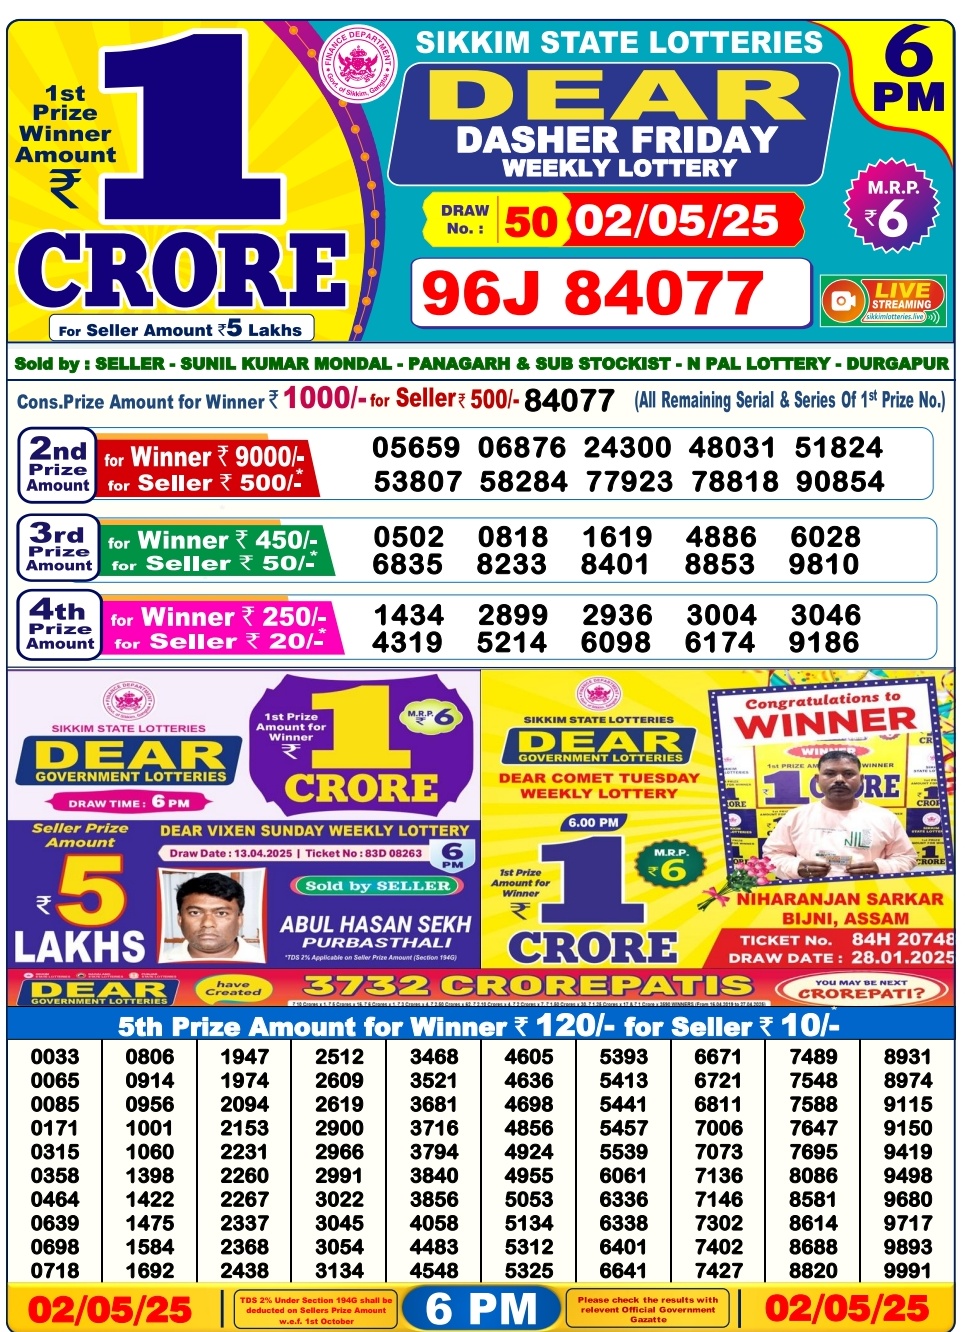 1st
Prize
Winner
Amount
₹
1
CRORE
For Seller Amount ₹5 Lakhs
FINANCE DEPARTMENT
Govt. of Sikkim, Gangtok
SIKKIM STATE LOTTERIES
DEAR
DASHER FRIDAY
WEEKLY LOTTERY
6
PM
M.R.P.
₹6
DRAW No. : 50 02/05/25
96J 84077
LIVE
STREAMING
sikkimlotteries.live
Sold by : SELLER - SUNIL KUMAR MONDAL - PANAGARH & SUB STOCKIST - N PAL LOTTERY - DURGAPUR
Cons.Prize Amount for Winner ₹ 1000/- for Seller ₹ 500/- 84077 (All Remaining Serial & Series Of 1st Prize No.)
2nd
Prize
Amount
for Winner ₹ 9000/-
for Seller ₹ 500/-*
05659 06876 24300 48031 51824
53807 58284 77923 78818 90854
3rd
Prize
Amount
for Winner ₹ 450/-
for Seller ₹ 50/-*
0502 0818 1619 4886 6028
6835 8233 8401 8853 9810
4th
Prize
Amount
for Winner ₹ 250/-
for Seller ₹ 20/-*
1434 2899 2936 3004 3046
4319 5214 6098 6174 9186
SIKKIM STATE LOTTERIES
DEAR
GOVERNMENT LOTTERIES
DRAW TIME : 6 PM
1st Prize
Amount for
Winner
₹
1
CRORE
M.R.P.
₹ 6
Seller Prize
Amount
₹ 5
LAKHS
DEAR VIXEN SUNDAY WEEKLY LOTTERY
Draw Date : 13.04.2025 | Ticket No : 83D 08263
6
PM
Sold by SELLER
ABUL HASAN SEKH
PURBASTHALI
*TDS 2% Applicable on Seller Prize Amount (Section 194G)
SIKKIM STATE LOTTERIES
DEAR
GOVERNMENT LOTTERIES
DEAR COMET TUESDAY
WEEKLY LOTTERY
6.00 PM
1st Prize
Amount for
Winner
₹
1
CRORE
M.R.P.
₹6
Congratulations to
WINNER
WINNER
NIHARANJAN SARKAR
BIJNI, ASSAM
TICKET No. 84H 20748
DRAW DATE : 28.01.2025
DEAR
GOVERNMENT LOTTERIES
have
Created
3732 CROREPATIS
YOU MAY BE NEXT
CROREPATI?
5th Prize Amount for Winner ₹ 120/- for Seller ₹ 10/-*
0033 0806 1947 2512 3468 4605 5393 6671 7489 8931
0065 0914 1974 2609 3521 4636 5413 6721 7548 8974
0085 0956 2094 2619 3681 4698 5441 6811 7588 9115
0171 1001 2153 2900 3716 4856 5457 7006 7647 9150
0315 1060 2231 2966 3794 4924 5539 7073 7695 9419
0358 1398 2260 2991 3840 4955 6061 7136 8086 9498
0464 1422 2267 3022 3856 5053 6336 7146 8581 9680
0639 1475 2337 3045 4058 5134 6338 7302 8614 9717
0698 1584 2368 3054 4483 5312 6401 7402 8688 9893
0718 1692 2438 3134 4548 5325 6641 7427 8820 9991
02/05/25
TDS 2% Under Section 194G shall be
deducted on Sellers Prize Amount
w.e.f. 1st October
6 PM
Please check the results with
relevent Official Government
Gazatte
02/05/25